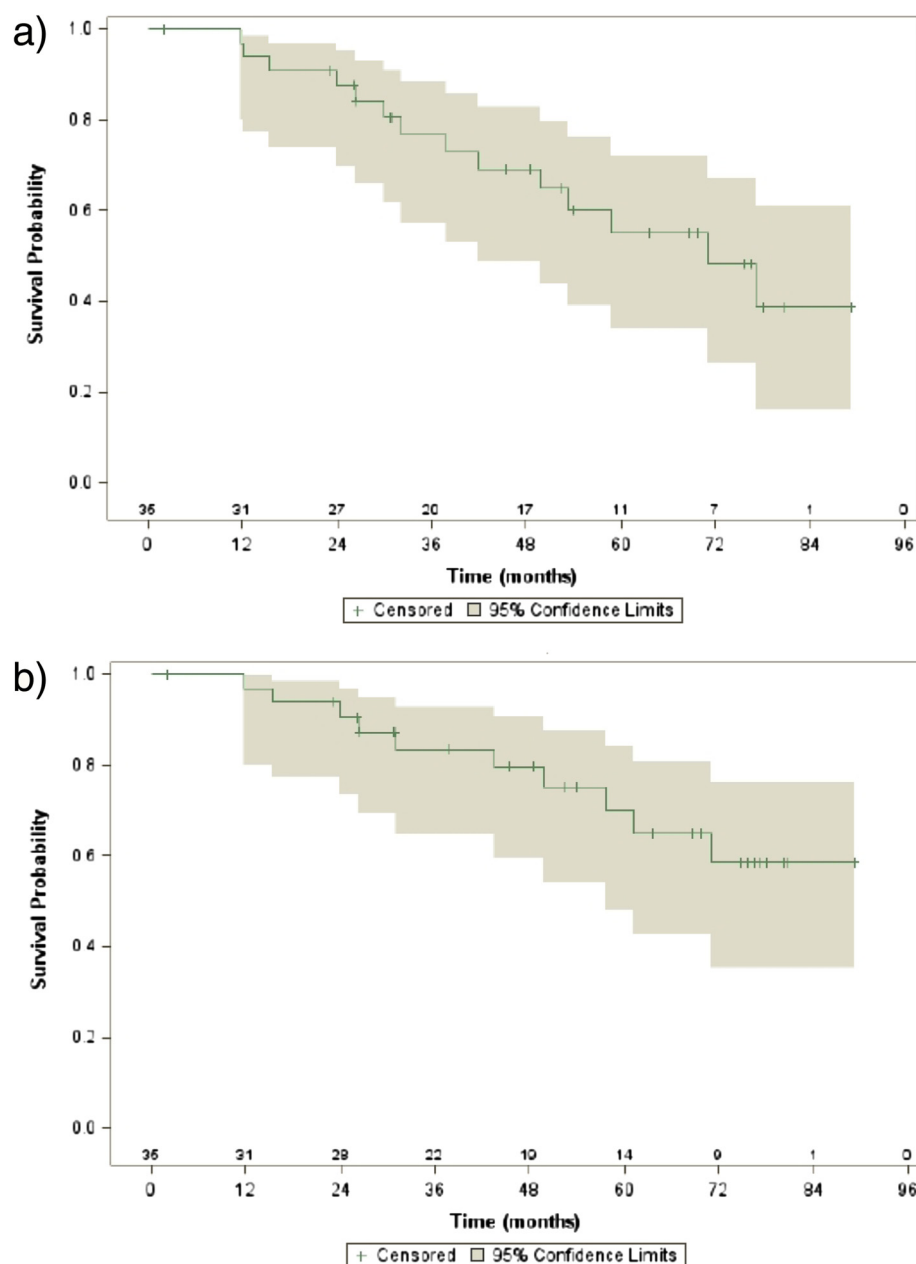 a)
Survival Probability
1.0
0.8
0.6
0.4
0.2
0.0
35 31 27 20 17 11 7 1 0
0 12 24 36 48 60 72 84 96
Time (months)
+ Censored 95% Confidence Limits
b)
Survival Probability
1.0
0.8
0.6
0.4
0.2
0.0
35 31 28 22 19 14 9 1 0
0 12 24 36 48 60 72 84 96
Time (months)
+ Censored 95% Confidence Limits